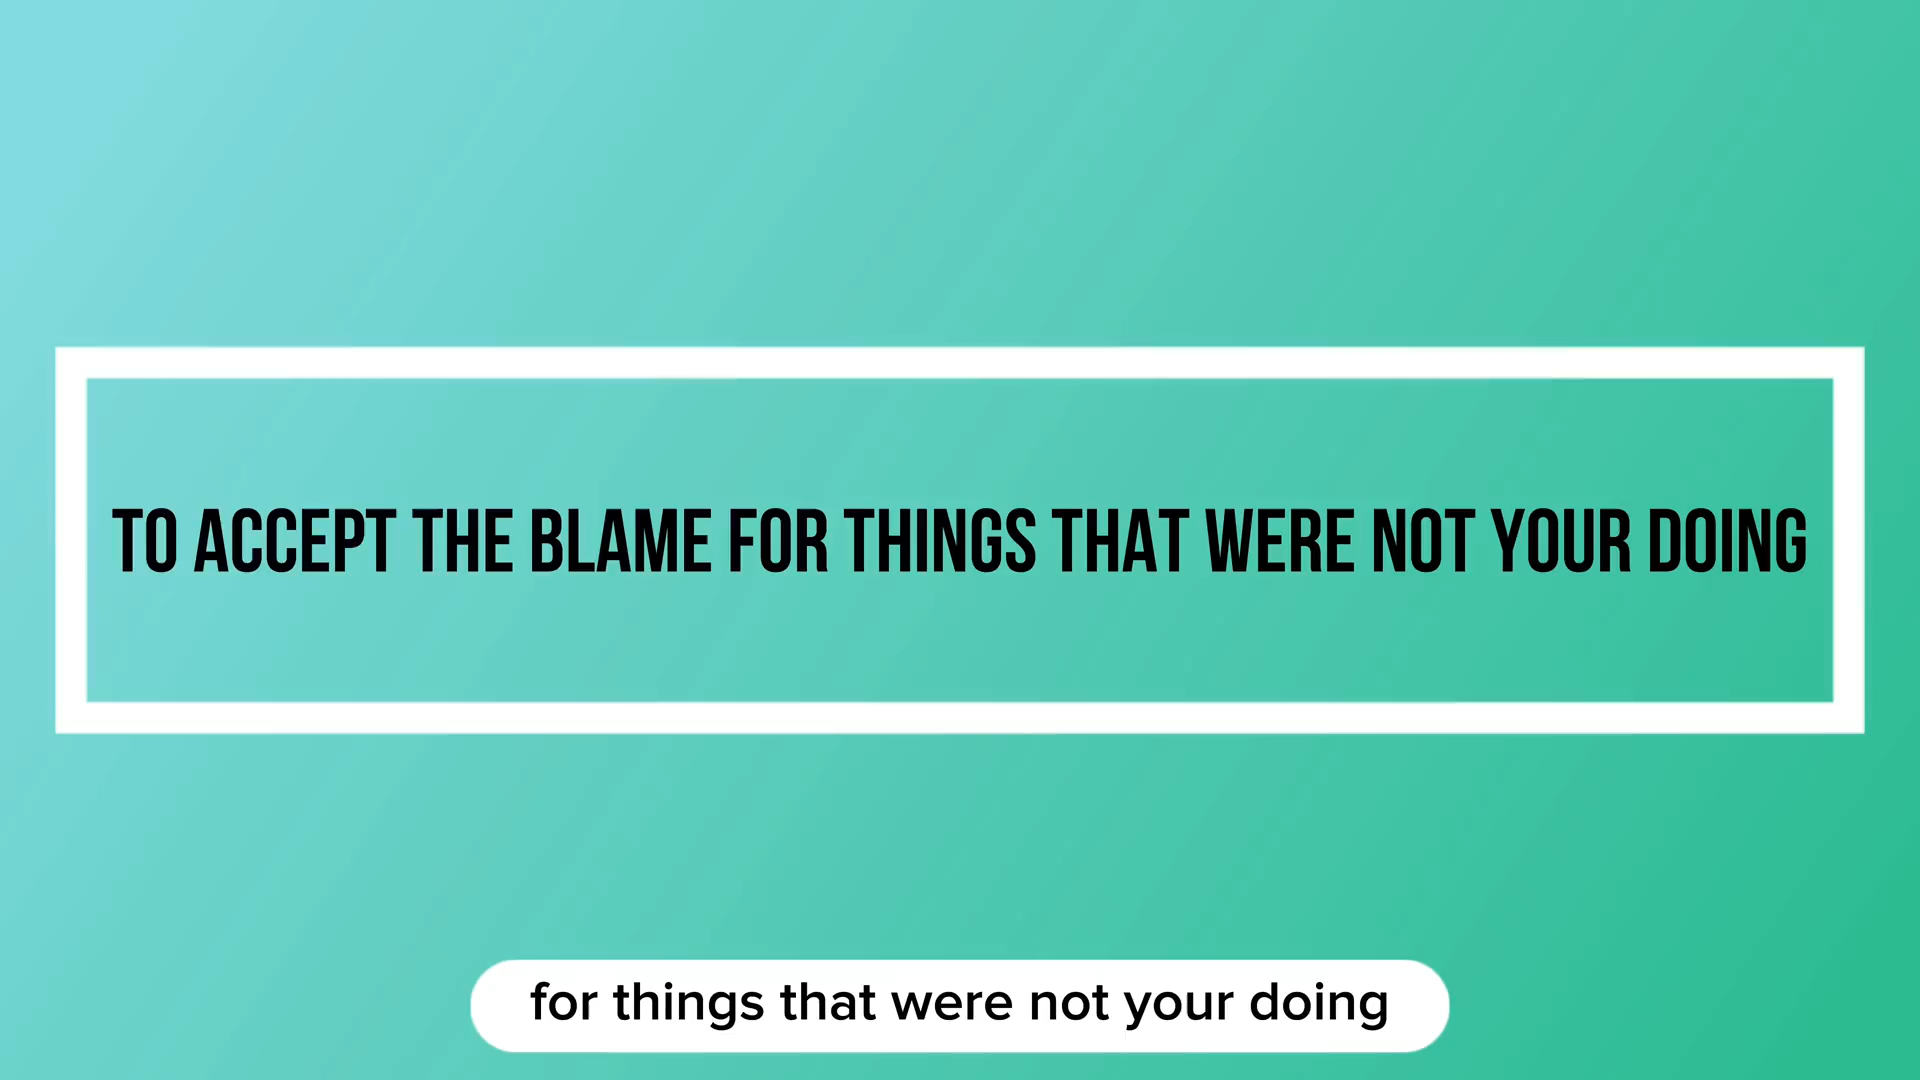 TO ACCEPT THE BLAME FOR THINGS THAT WERE NOT YOUR DOING
for things that were not your doing